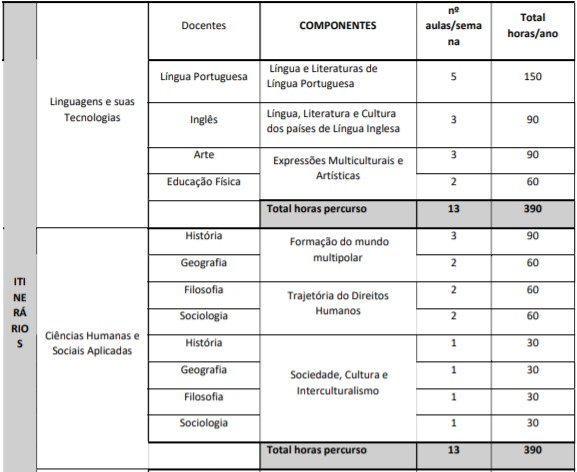 Docentes
COMPONENTES
nº
aulas/sema
na
Total
horas/ano
ITI
NE
RÁ
RIO
S
Linguagens e suas
Tecnologias
Língua Portuguesa
Língua e Literaturas de
Língua Portuguesa
5
150
Inglês
Língua, Literatura e Cultura
dos países de Língua Inglesa
3
90
Arte
Expressões Multiculturais e
Artísticas
3
90
Educação Física
2
60
Total horas percurso
13
390
Ciências Humanas e
Sociais Aplicadas
História
Formação do mundo
multipolar
3
90
Geografia
2
60
Filosofia
Trajetória do Direitos
Humanos
2
60
Sociologia
2
60
História
Sociedade, Cultura e
Interculturalismo
1
30
Geografia
1
30
Filosofia
1
30
Sociologia
1
30
Total horas percurso
13
390